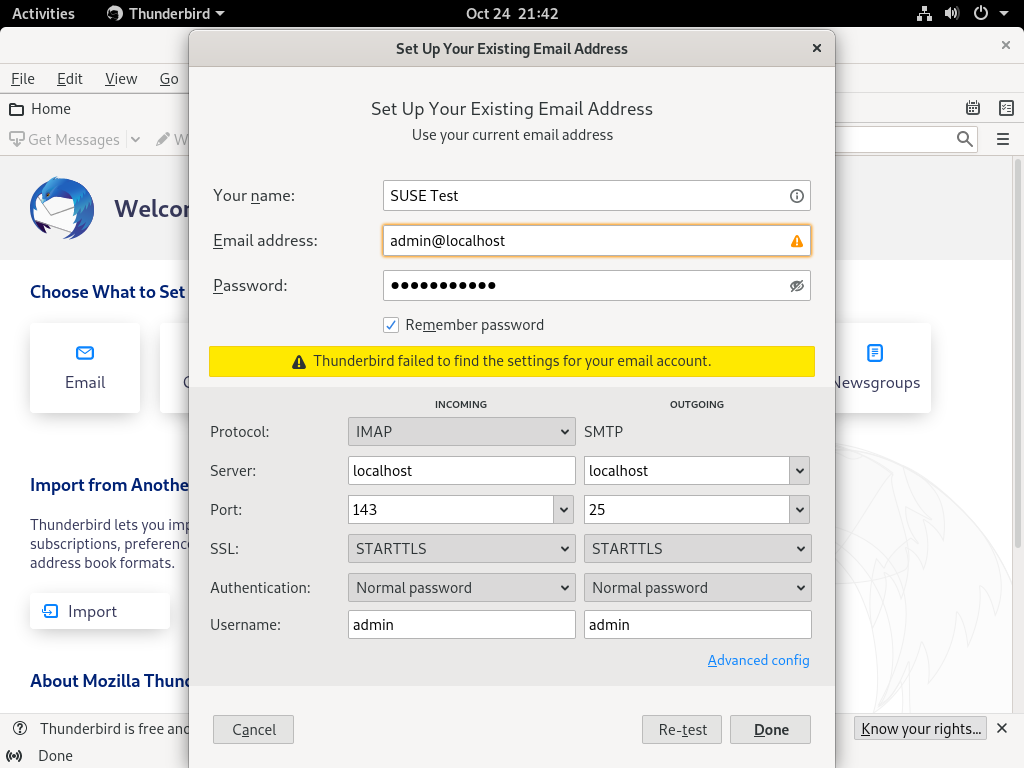 Activities Thunderbird Oct 24 21:42
Set Up Your Existing Email Address
File Edit View Go
Home
Get Messages
Set Up Your Existing Email Address
Use your current email address
Your name: SUSE Test
Email address: admin@localhost
Password: ●●●●●●●●●●●
Remember password
Thunderbird failed to find the settings for your email account.
INCOMING OUTGOING
Protocol: IMAP SMTP
Server: localhost localhost
Port: 143 25
SSL: STARTTLS STARTTLS
Authentication: Normal password Normal password
Username: admin admin
Advanced config
Cancel Re-test Done
Choose What to Set
Email
Newsgroups
Import from Anothe
Thunderbird lets you imp
subscriptions, preference
address book formats.
Import
About Mozilla Thund
Thunderbird is free and Know your rights...
Done